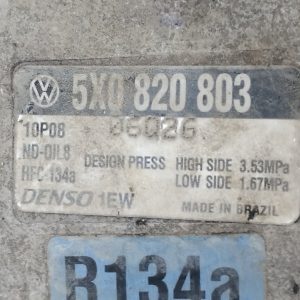 5X0 820 803
10P08 06Q26
ND-OIL8
HFC-134a
DESIGN PRESS HIGH SIDE 3.53MPa
LOW SIDE 1.67MPa
DENSO 1EW
MADE IN BRAZIL
R134a